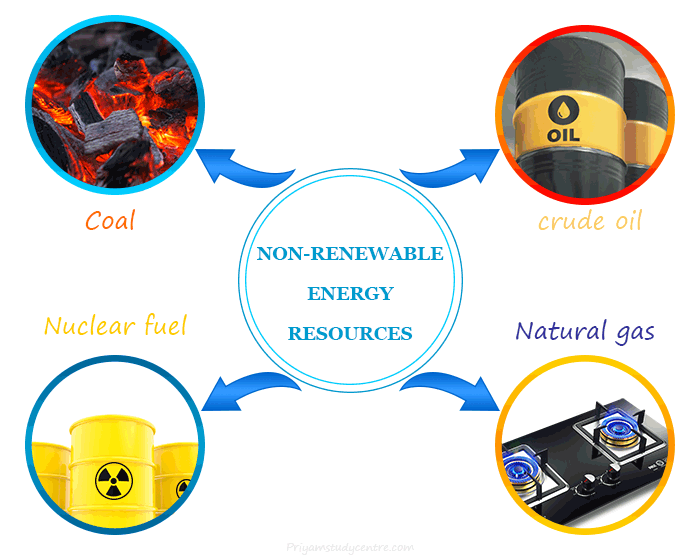 OIL
Coal
crude oil
NON-RENEWABLE
ENERGY
RESOURCES
Nuclear fuel
Natural gas
Priyamstudycentre.com